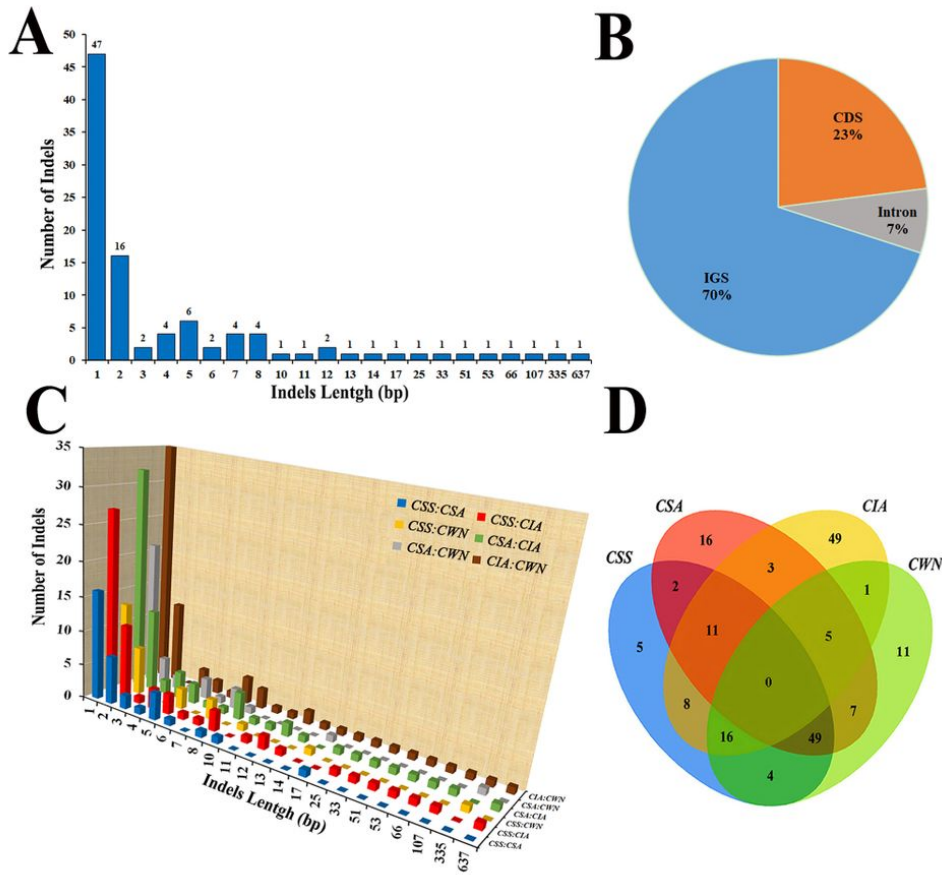 A
50
45
40
35
30
25
20
15
10
5
0
Number of Indels
47 16 2 4 6 2 4 4 1 1 2 1 1 1 1 1 1 1 1 1 1 1
1 2 3 4 5 6 7 8 10 11 12 13 14 17 25 33 51 53 66 107 335 637
Indels Lentgh (bp)
B
CDS
23%
Intron
7%
IGS
70%
C
35
30
25
20
15
10
5
0
Number of Indels
CSS:CSA CSS:CIA
CSS:CWN CSA:CIA
CSA:CWN CIA:CWN
1 2 3 4 5 6 7 8 10 11 12 13 14 17 25 33 51 53 66 107 335 637
Indels Lentgh (bp)
CIA:CWN
CSA:CWN
CSA:CIA
CSS:CWN
CSS:CIA
CSS:CSA
D
CSA CIA
CSS CWN
16 49
3
2 1
11 5
5 11
0
8 7
16 49
4